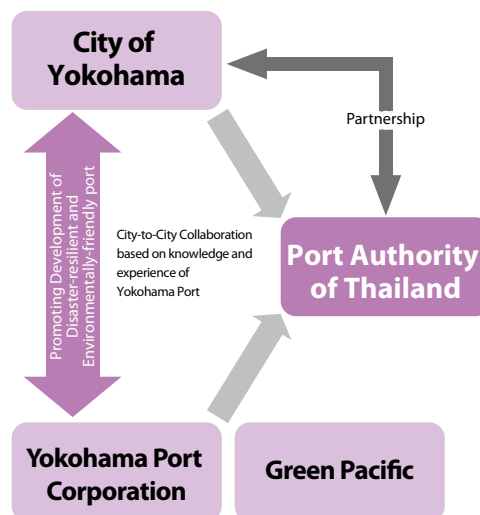 City of
Yokohama
Partnership
Promoting Development of
Disaster-resilient and
Environmentally-friendly port
City-to-City Collaboration
based on knowledge and
experience of
Yokohama Port
Port Authority
of Thailand
Yokohama Port
Corporation
Green Pacific